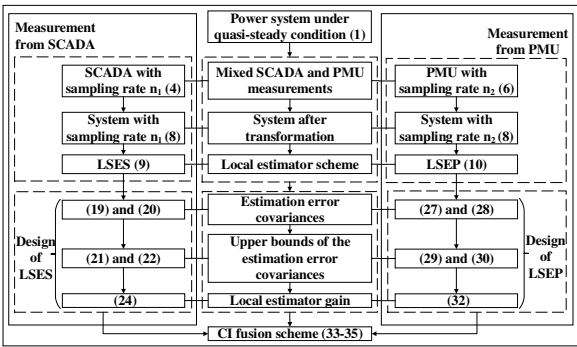 Power system under
quasi-steady condition (1)
Measurement
from SCADA
Measurement
from PMU
SCADA with
sampling rate n₁ (4)
Mixed SCADA and PMU
measurements
PMU with
sampling rate n₂ (6)
System with
sampling rate n₁ (8)
System after
transformation
System with
sampling rate n₂ (8)
LSES (9)
Local estimator scheme
LSEP (10)
(19) and (20)
Estimation error
covariances
(27) and (28)
Design
of
LSES
(21) and (22)
Upper bounds of the
estimation error
covariances
(29) and (30)
Design
of
LSEP
(24)
Local estimator gain
(32)
CI fusion scheme (33-35)